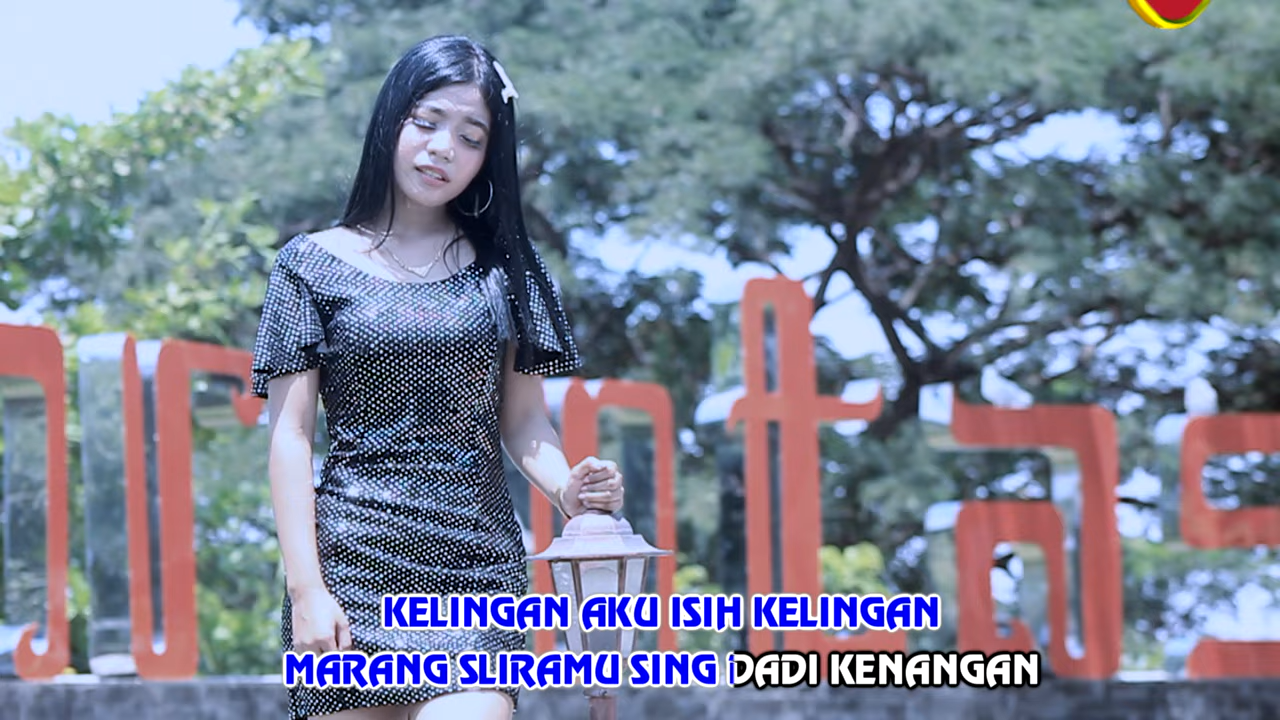 KELINGAN AKU ISIH KELINGAN
MARANG SLIRAMU SING DADI KENANGAN